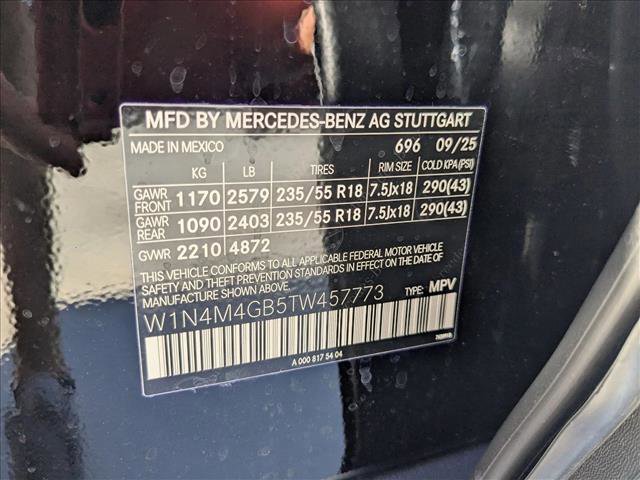 MFD BY MERCEDES-BENZ AG STUTTGART
MADE IN MEXICO 696 09/25
KG LB TIRES RIM SIZE COLD KPA(PSI)
GAWR FRONT 1170 2579 235/55 R18 7.5Jx18 290(43)
GAWR REAR 1090 2403 235/55 R18 7.5Jx18 290(43)
GVWR 2210 4872
THIS VEHICLE CONFORMS TO ALL APPLICABLE FEDERAL MOTOR VEHICLE
SAFETY AND THEFT PREVENTION STANDARDS IN EFFECT ON THE
DATE OF MANUFACTURE SHOWN ABOVE.
TYPE: MPV
W1N4M4GB5TW457773
A 000 817 54 04